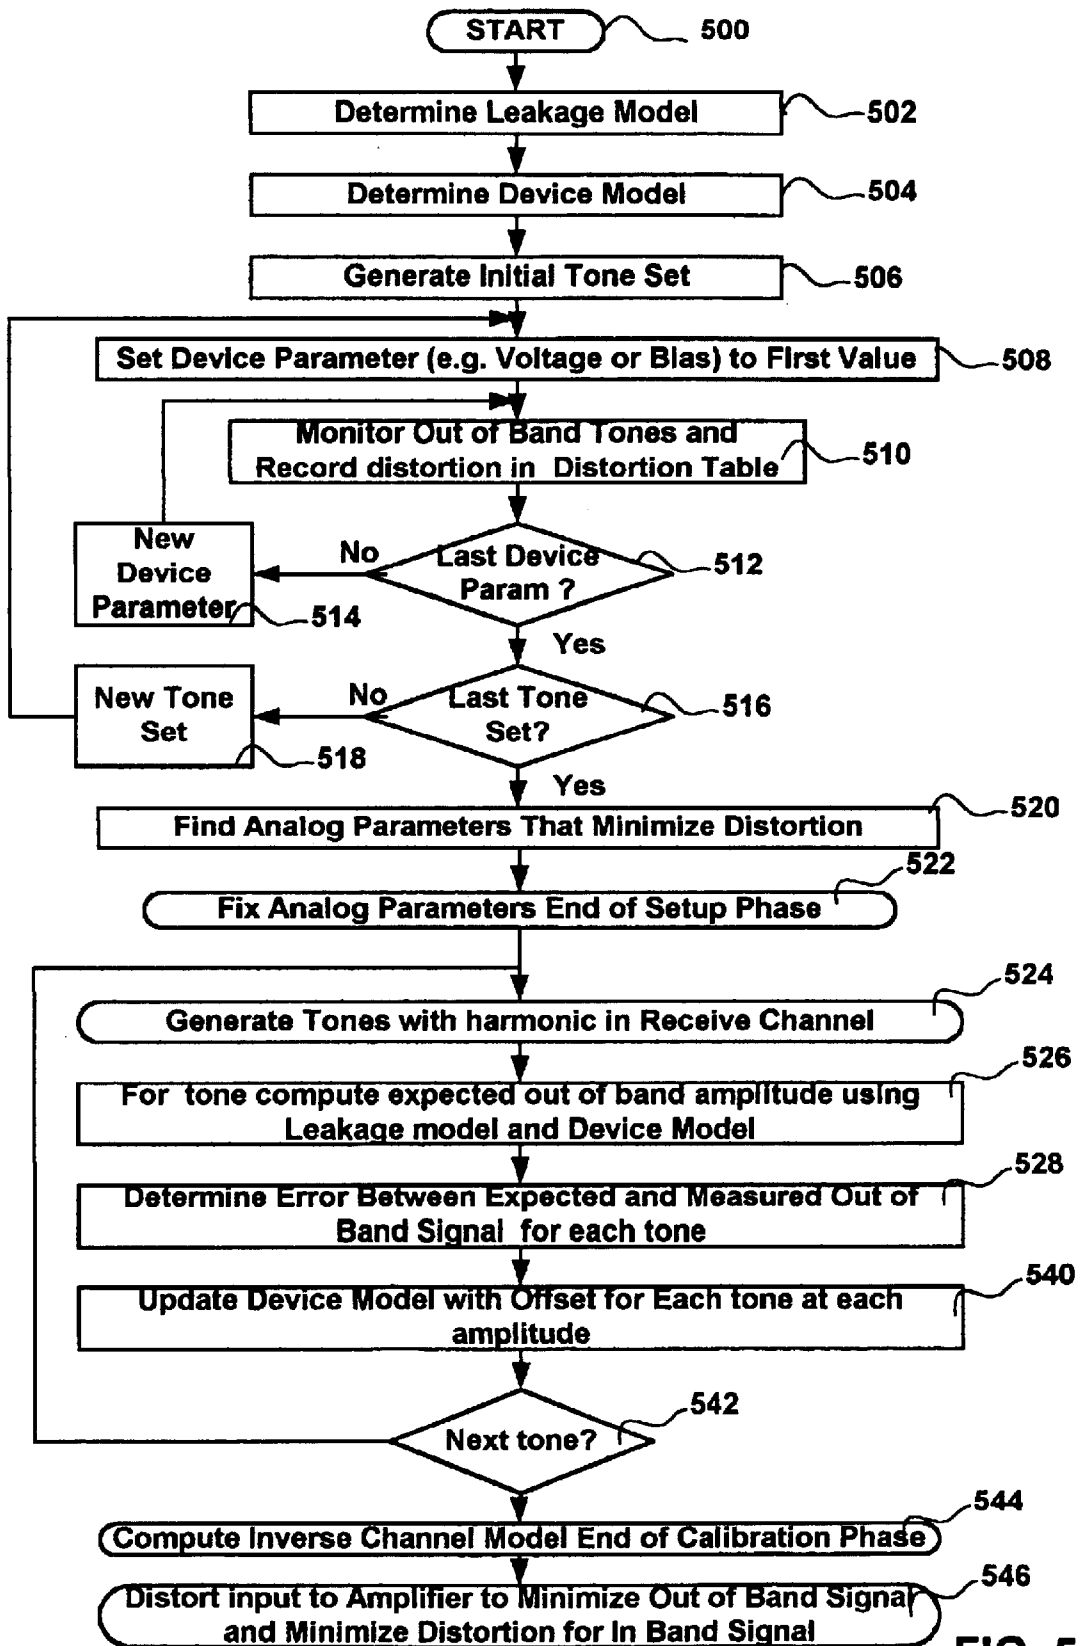 START 500
Determine Leakage Model 502
Determine Device Model 504
Generate Initial Tone Set 506
Set Device Parameter (e.g. Voltage or Bias) to First Value 508
Monitor Out of Band Tones and
Record distortion in Distortion Table 510
New
Device
Parameter 514
No
Last Device
Param ? 512
Yes
New Tone
Set 518
No
Last Tone
Set? 516
Yes
Find Analog Parameters That Minimize Distortion 520
Fix Analog Parameters End of Setup Phase 522
Generate Tones with harmonic in Receive Channel 524
For tone compute expected out of band amplitude using
Leakage model and Device Model 526
Determine Error Between Expected and Measured Out of
Band Signal for each tone 528
Update Device Model with Offset for Each tone at each
amplitude 540
Next tone? 542
Compute Inverse Channel Model End of Calibration Phase 544
Distort input to Amplifier to Minimize Out of Band Signal
and Minimize Distortion for In Band Signal 546
FIG. 5